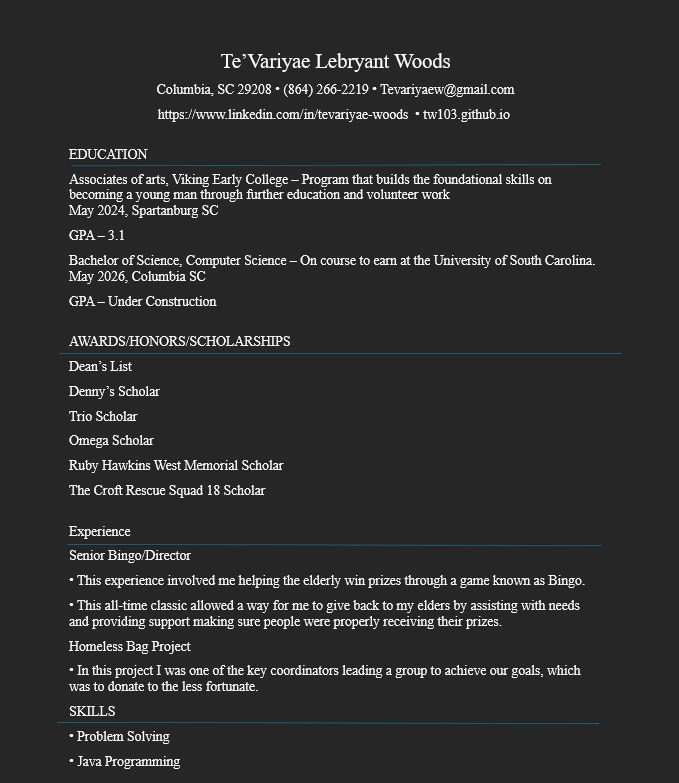 Te’Variyae Lebryant Woods
Columbia, SC 29208 • (864) 266-2219 • Tevariyaew@gmail.com
https://www.linkedin.com/in/tevariyae-woods • tw103.github.io
EDUCATION
Associates of arts, Viking Early College – Program that builds the foundational skills on
becoming a young man through further education and volunteer work
May 2024, Spartanburg SC
GPA – 3.1
Bachelor of Science, Computer Science – On course to earn at the University of South Carolina.
May 2026, Columbia SC
GPA – Under Construction
AWARDS/HONORS/SCHOLARSHIPS
Dean’s List
Denny’s Scholar
Trio Scholar
Omega Scholar
Ruby Hawkins West Memorial Scholar
The Croft Rescue Squad 18 Scholar
Experience
Senior Bingo/Director
• This experience involved me helping the elderly win prizes through a game known as Bingo.
• This all-time classic allowed a way for me to give back to my elders by assisting with needs
and providing support making sure people were properly receiving their prizes.
Homeless Bag Project
• In this project I was one of the key coordinators leading a group to achieve our goals, which
was to donate to the less fortunate.
SKILLS
• Problem Solving
• Java Programming